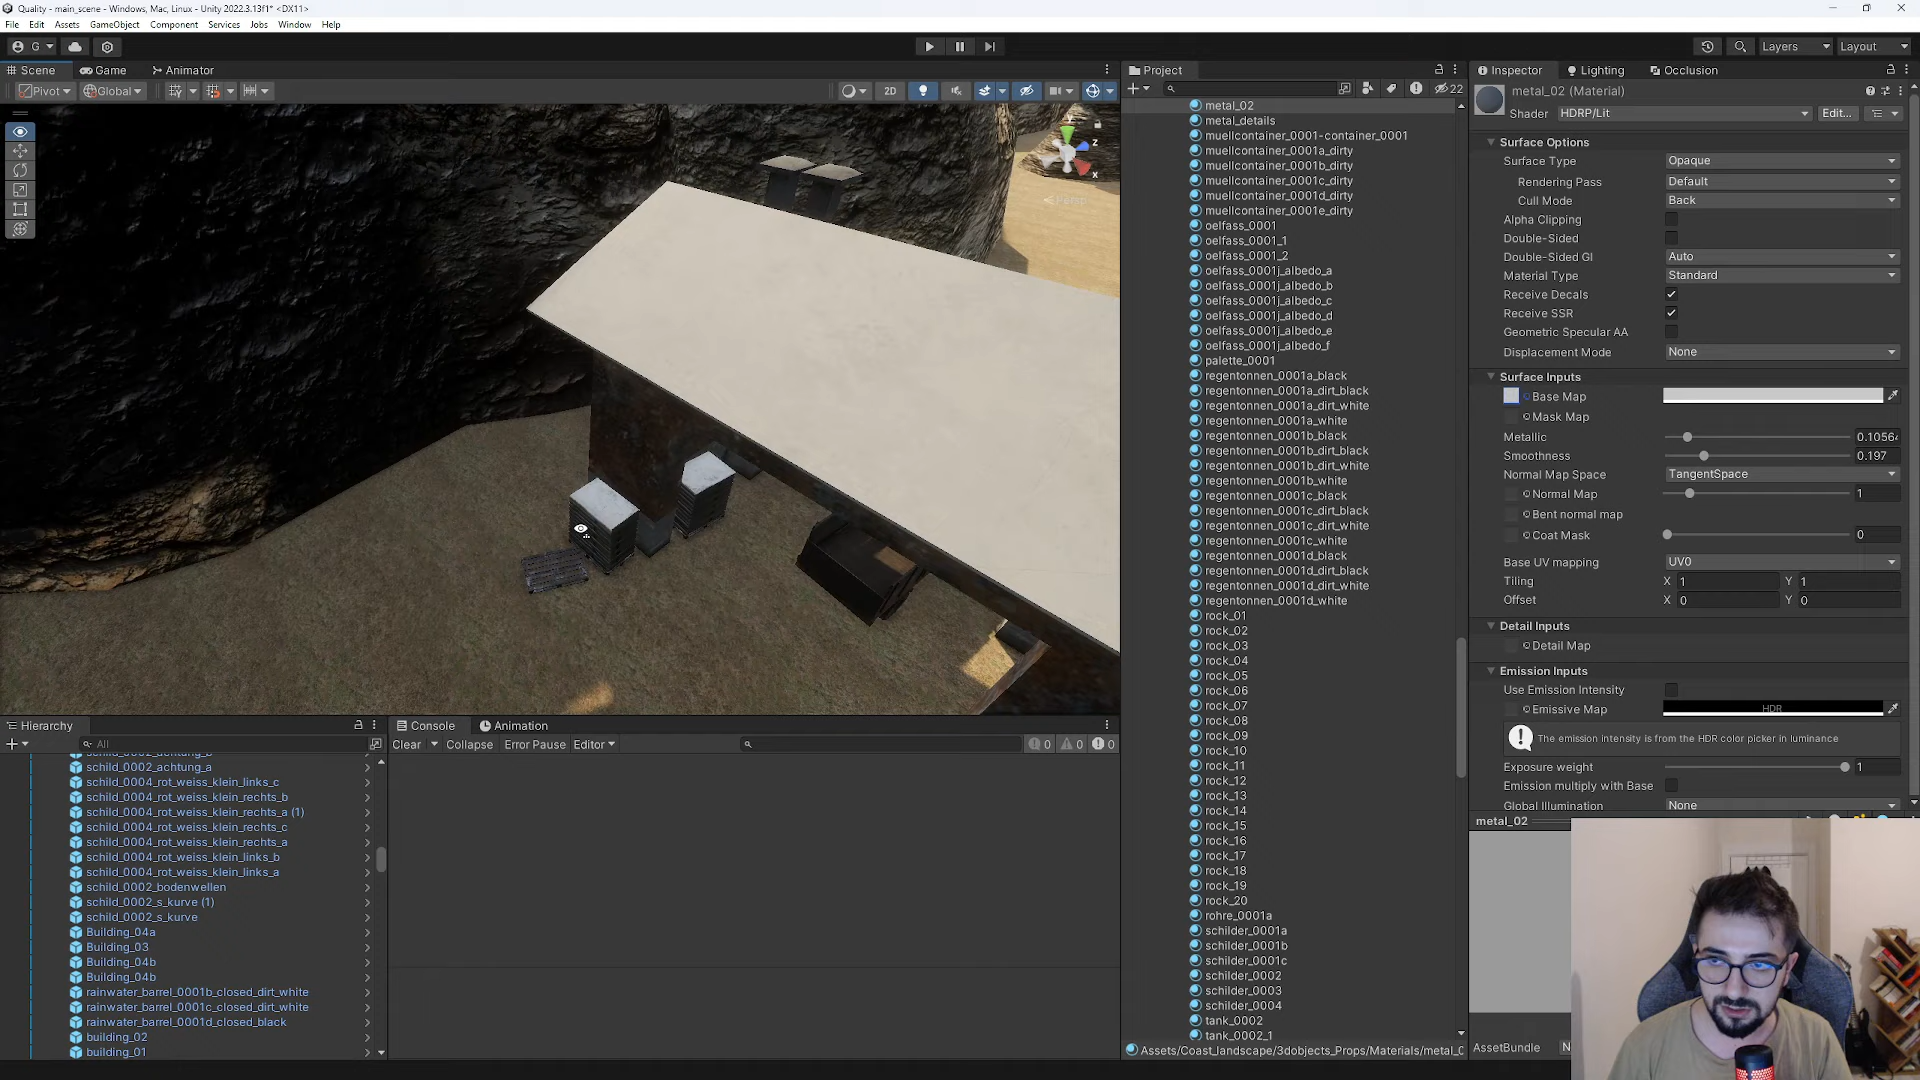 Quality - main_scene - Windows, Mac, Linux - Unity 2022.3.13f1* <DX11>
File Edit Assets GameObject Component Services Jobs Window Help
G Layers Layout
Scene Game Animator
Pivot Global 2D
y
z
x
Persp
Hierarchy
All
schild_0002_achtung_b
schild_0002_achtung_a
schild_0004_rot_weiss_klein_links_c
schild_0004_rot_weiss_klein_rechts_b
schild_0004_rot_weiss_klein_rechts_a (1)
schild_0004_rot_weiss_klein_rechts_c
schild_0004_rot_weiss_klein_rechts_a
schild_0004_rot_weiss_klein_links_b
schild_0004_rot_weiss_klein_links_a
schild_0002_bodenwellen
schild_0002_s_kurve (1)
schild_0002_s_kurve
Building_04a
Building_03
Building_04b
Building_04b
rainwater_barrel_0001b_closed_dirt_white
rainwater_barrel_0001c_closed_dirt_white
rainwater_barrel_0001d_closed_black
building_02
building_01
Console Animation
Clear Collapse Error Pause Editor 0 0 0
Project
22
metal_02
metal_details
muellcontainer_0001-container_0001
muellcontainer_0001a_dirty
muellcontainer_0001b_dirty
muellcontainer_0001c_dirty
muellcontainer_0001d_dirty
muellcontainer_0001e_dirty
oelfass_0001
oelfass_0001_1
oelfass_0001_2
oelfass_0001j_albedo_a
oelfass_0001j_albedo_b
oelfass_0001j_albedo_c
oelfass_0001j_albedo_d
oelfass_0001j_albedo_e
oelfass_0001j_albedo_f
palette_0001
regentonnen_0001a_black
regentonnen_0001a_dirt_black
regentonnen_0001a_dirt_white
regentonnen_0001a_white
regentonnen_0001b_black
regentonnen_0001b_dirt_black
regentonnen_0001b_dirt_white
regentonnen_0001b_white
regentonnen_0001c_black
regentonnen_0001c_dirt_black
regentonnen_0001c_dirt_white
regentonnen_0001c_white
regentonnen_0001d_black
regentonnen_0001d_dirt_black
regentonnen_0001d_dirt_white
regentonnen_0001d_white
rock_01
rock_02
rock_03
rock_04
rock_05
rock_06
rock_07
rock_08
rock_09
rock_10
rock_11
rock_12
rock_13
rock_14
rock_15
rock_16
rock_17
rock_18
rock_19
rock_20
rohre_0001a
schilder_0001a
schilder_0001b
schilder_0001c
schilder_0002
schilder_0003
schilder_0004
tank_0002
tank_0002_1
Assets/Coast_landscape/3dobjects_Props/Materials/metal_0
Inspector Lighting Occlusion
metal_02 (Material)
Shader HDRP/Lit Edit...
Surface Options
Surface Type Opaque
Rendering Pass Default
Cull Mode Back
Alpha Clipping
Double-Sided
Double-Sided GI Auto
Material Type Standard
Receive Decals
Receive SSR
Geometric Specular AA
Displacement Mode None
Surface Inputs
Base Map
Mask Map
Metallic 0.1056
Smoothness 0.197
Normal Map Space TangentSpace
Normal Map 1
Bent normal map
Coat Mask 0
Base UV mapping UV0
Tiling X 1 Y 1
Offset X 0 Y 0
Detail Inputs
Detail Map
Emission Inputs
Use Emission Intensity
Emissive Map HDR
The emission intensity is from the HDR color picker in luminance
Exposure weight 1
Emission multiply with Base
Global Illumination None
metal_02
AssetBundle N